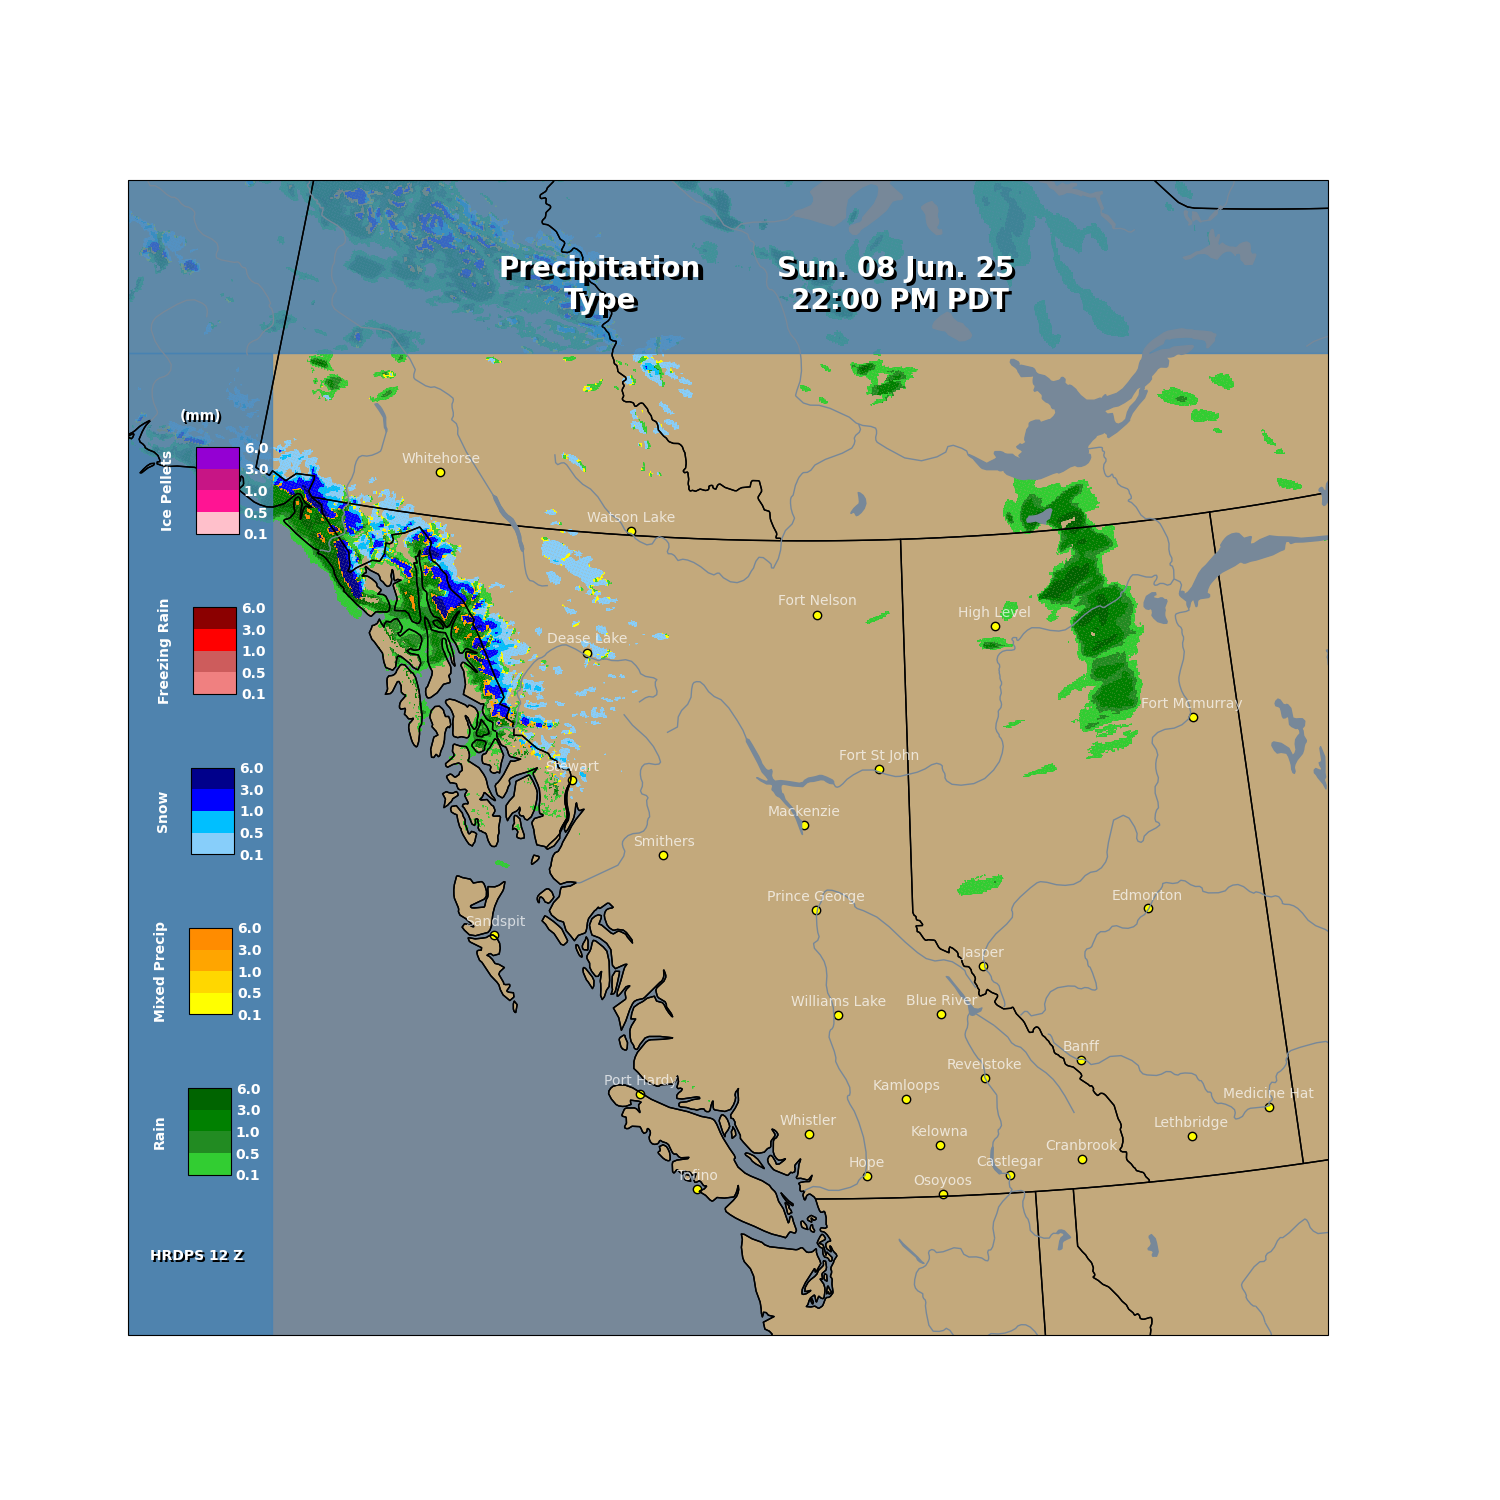 Precipitation
Type
Sun. 08 Jun. 25
22:00 PM PDT
(mm)
Ice Pellets
6.0
3.0
1.0
0.5
0.1
Freezing Rain
6.0
3.0
1.0
0.5
0.1
Snow
6.0
3.0
1.0
0.5
0.1
Mixed Precip
6.0
3.0
1.0
0.5
0.1
Rain
6.0
3.0
1.0
0.5
0.1
HRDPS 12 Z
Whitehorse
Watson Lake
Fort Nelson
High Level
Dease Lake
Fort Mcmurray
Fort St John
Stewart
Mackenzie
Smithers
Prince George
Edmonton
Sandspit
Jasper
Williams Lake
Blue River
Banff
Revelstoke
Port Hardy
Kamloops
Medicine Hat
Whistler
Lethbridge
Kelowna
Cranbrook
Hope
Castlegar
Tofino
Osoyoos